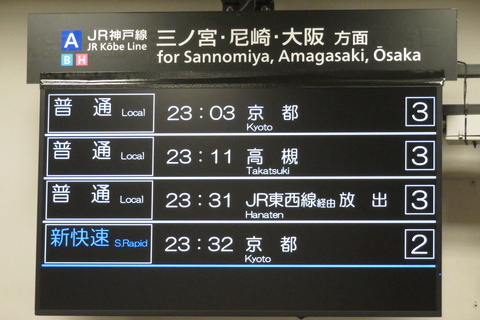 A JR神戸線 三ノ宮・尼崎・大阪 方面
B H JR Kōbe Line for Sannomiya, Amagasaki, Ōsaka
普通 Local 23:03 京都 3
Kyoto
普通 Local 23:11 高槻 3
Takatsuki
普通 Local 23:31 JR東西線経由 放出 3
Hanaten
新快速 S.Rapid 23:32 京都 2
Kyoto